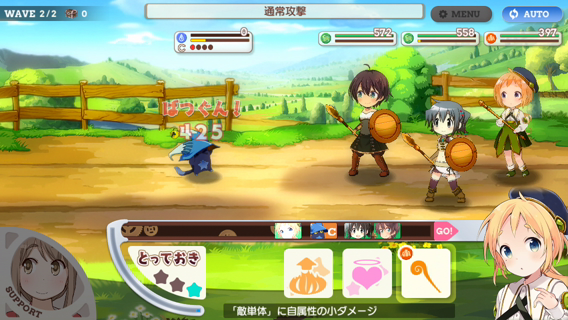 WAVE 2/2 0
通常攻撃
MENU
AUTO
0
C
572
558
397
ばつぐん!
425
C
GO!
とっておき
SUPPORT
「敵単体」に自属性の小ダメージ